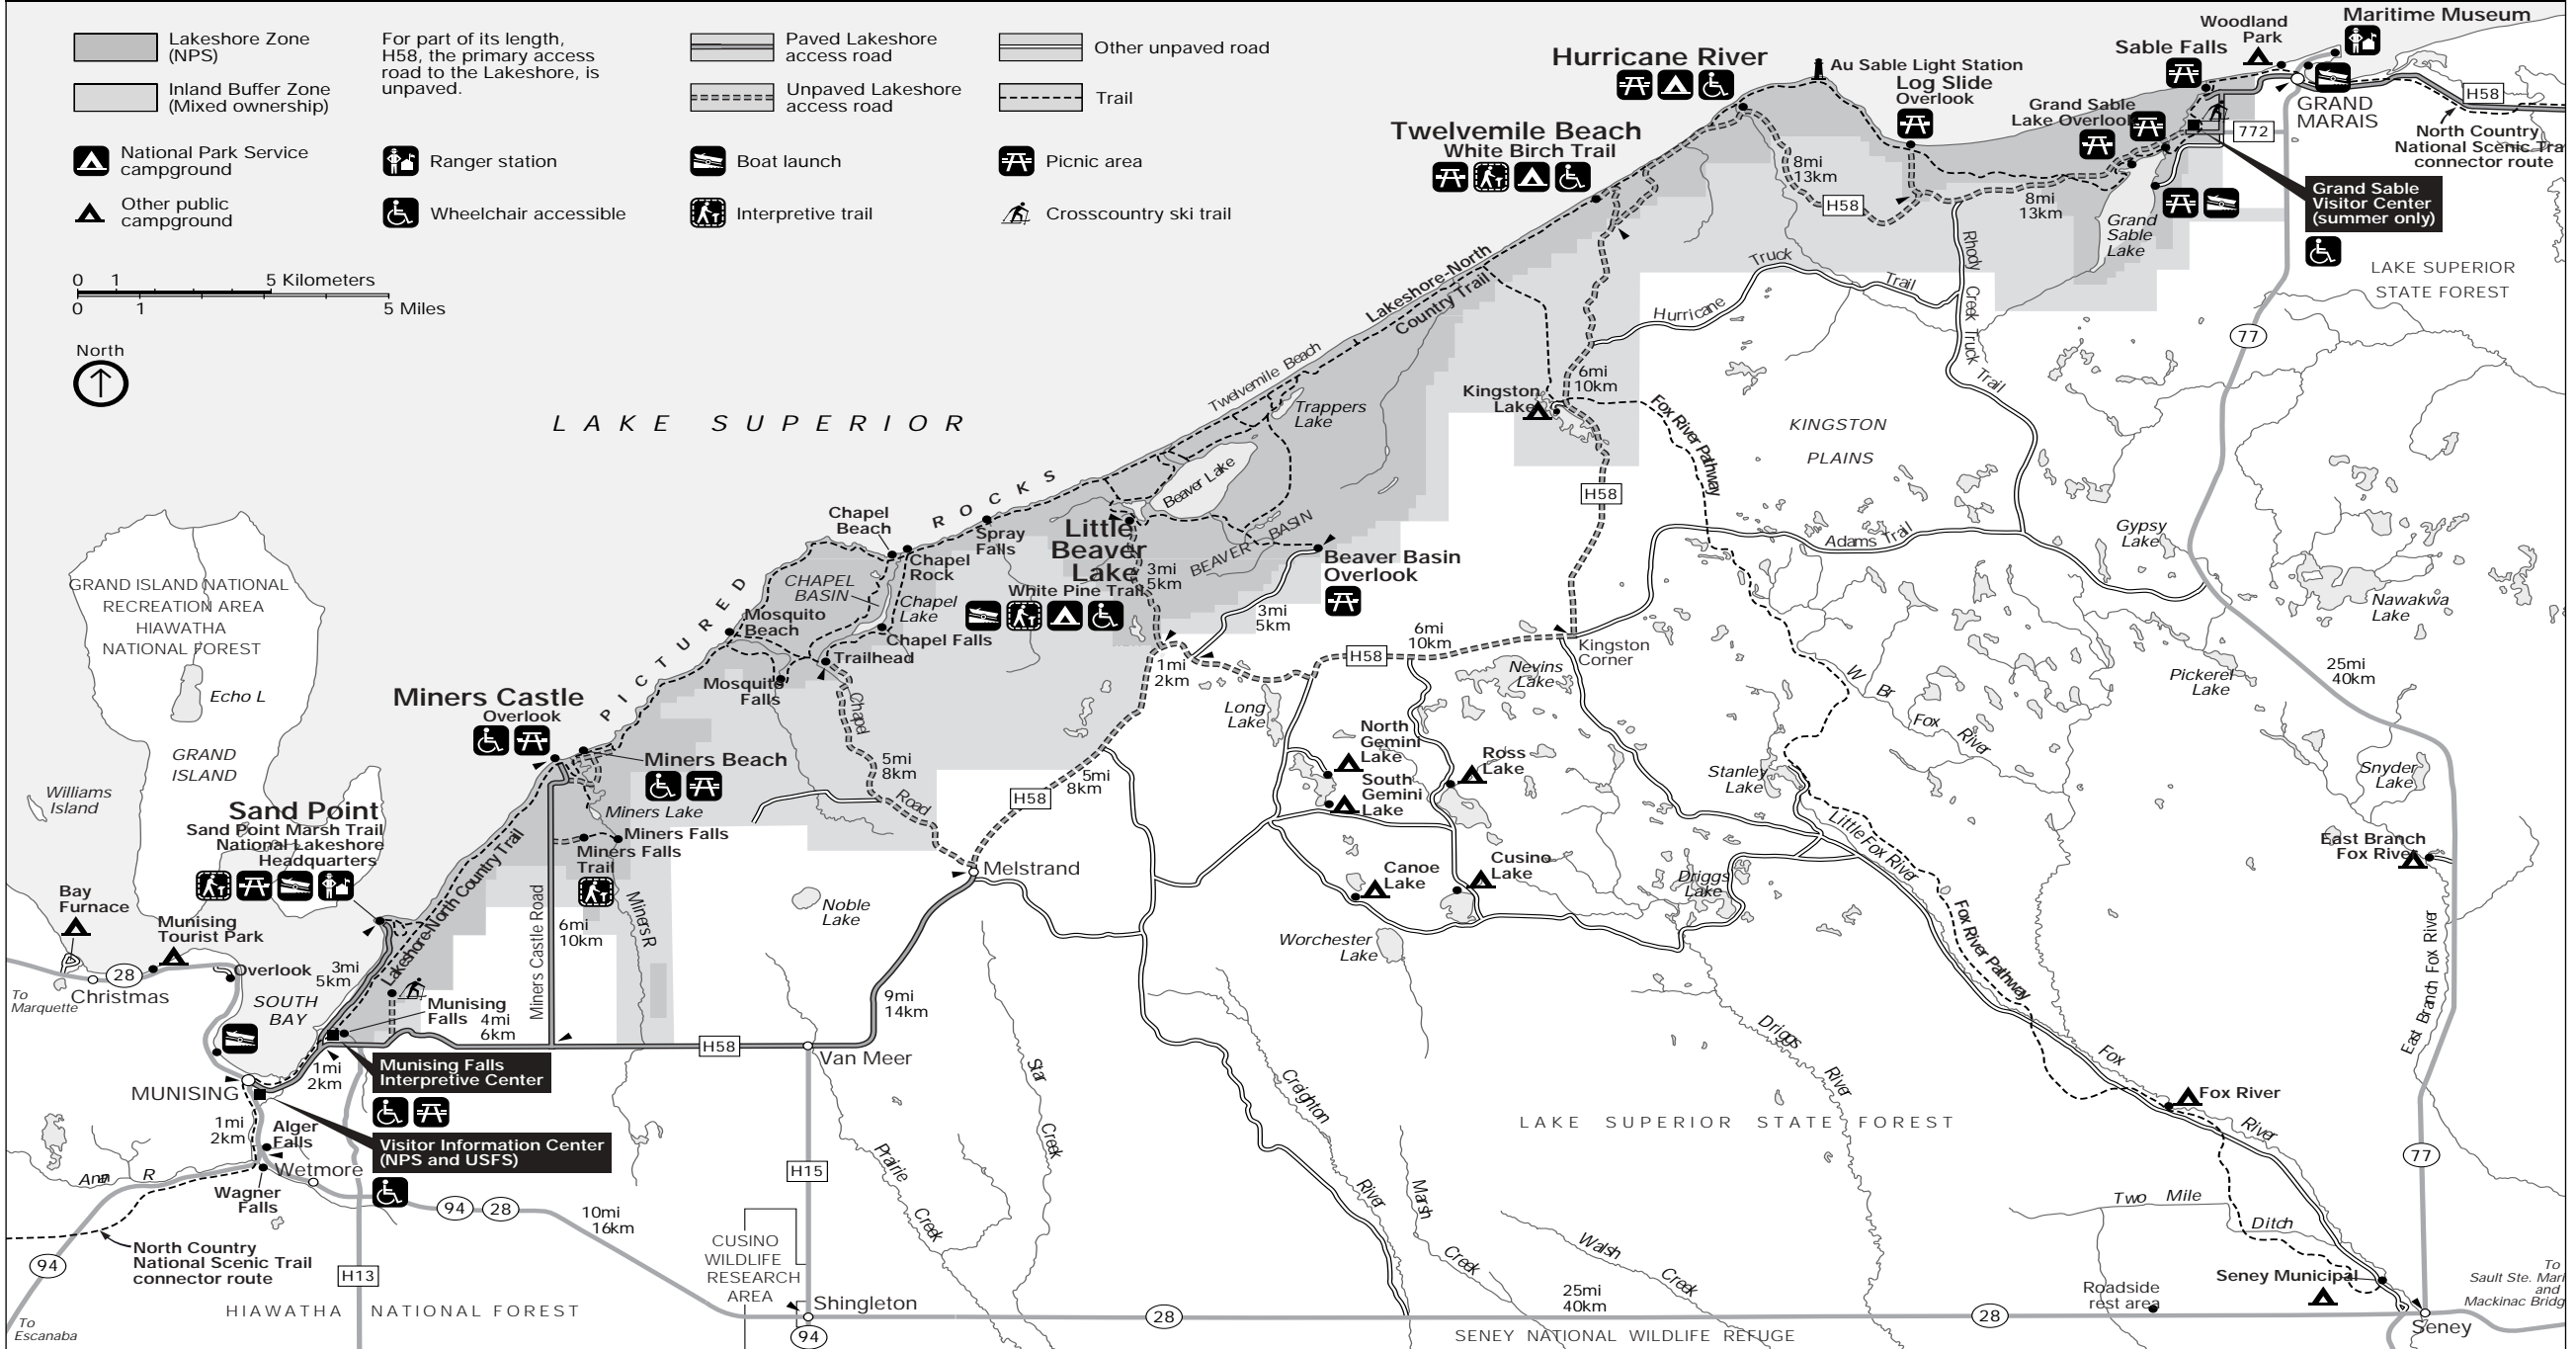 Lakeshore Zone
(NPS)
Inland Buffer Zone
(Mixed ownership)
For part of its length,
H58, the primary access
road to the Lakeshore, is
unpaved.
Paved Lakeshore
access road
Unpaved Lakeshore
access road
Other unpaved road
Trail
National Park Service
campground
Other public
campground
Ranger station
Wheelchair accessible
Boat launch
Interpretive trail
Picnic area
Crosscountry ski trail
0 1 5 Kilometers
0 1 5 Miles
North
LAKE SUPERIOR
PICTURED ROCKS
Maritime Museum
Woodland
Park
Sable Falls
Hurricane River
Au Sable Light Station
Log Slide
Overlook
Grand Sable
Lake Overlook
GRAND
MARAIS
H58
772
North Country
National Scenic Tra
connector route
Grand Sable
Visitor Center
(summer only)
Twelvemile Beach
White Birch Trail
8mi
13km
H58
8mi
13km
Grand
Sable
Lake
LAKE SUPERIOR
STATE FOREST
77
Rhody Creek Truck Trail
Hurricane Truck Trail
Lakeshore-North
Country Trail
Twelvemile Beach
Trappers
Lake
Beaver Lake
Kingston
Lake
6mi
10km
Fox River Pathway
KINGSTON
PLAINS
H58
Adams Trail
Gypsy
Lake
Nawakwa
Lake
Pickerel
Lake
25mi
40km
Chapel
Beach
Chapel
Rock
Spray
Falls
Little
Beaver
Lake
White Pine Trail
3mi
5km
BEAVER BASIN
Beaver Basin
Overlook
3mi
5km
CHAPEL
BASIN
Chapel
Lake
Chapel Falls
Mosquito
Beach
Trailhead
Mosquito
Falls
Chapel Road
5mi
8km
1mi
2km
H58
6mi
10km
Kingston
Corner
Nevins
Lake
Long
Lake
North
Gemini
Lake
South
Gemini
Lake
Ross
Lake
Canoe
Lake
Cusino
Lake
Worchester
Lake
Stanley
Lake
Driggs
Lake
W Br Fox River
Little Fox River
Fox River Pathway
Snyder
Lake
East Branch
Fox River
East Branch Fox River
GRAND ISLAND NATIONAL
RECREATION AREA
HIAWATHA
NATIONAL FOREST
Echo L
GRAND
ISLAND
Williams
Island
Miners Castle
Overlook
Miners Beach
Miners Lake
Miners Falls
Miners Falls
Trail
Miners R
Miners Castle Road
6mi
10km
Sand Point
Sand Point Marsh Trail
National Lakeshore
Headquarters
Lakeshore-North Country Trail
Bay
Furnace
Munising
Tourist Park
28
Overlook
Christmas
To
Marquette
3mi
5km
SOUTH
BAY
Munising
Falls
4mi
6km
H58
5mi
8km
H58
Melstrand
Noble
Lake
9mi
14km
Van Meer
Munising Falls
Interpretive Center
MUNISING
1mi
2km
1mi
2km
Visitor Information Center
(NPS and USFS)
Alger
Falls
Wetmore
Wagner
Falls
Anna R
94
28
10mi
16km
North Country
National Scenic Trail
connector route
94
H13
HIAWATHA NATIONAL FOREST
To
Escanaba
H15
CUSINO
WILDLIFE
RESEARCH
AREA
Shingleton
94
Prairie Creek
Star Creek
Creighton River
Marsh Creek
Driggs River
Walsh Creek
LAKE SUPERIOR STATE FOREST
28
25mi
40km
28
SENEY NATIONAL WILDLIFE REFUGE
Fox River
Fox River
Two Mile Ditch
Seney Municipal
Roadside
rest area
Seney
77
To
Sault Ste. Mari
and
Mackinac Bridg